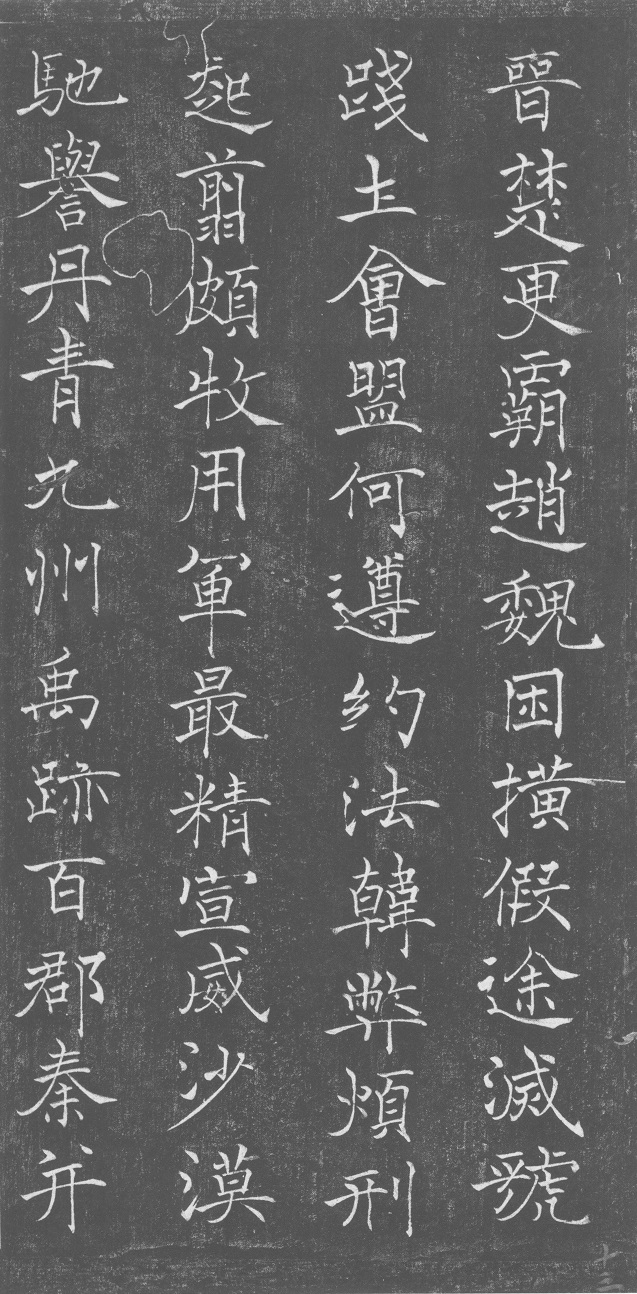 晉楚更霸趙魏困橫假途滅虢
踐土會盟何遵約法韓弊煩刑
起翦頗牧用軍最精宣威沙漠
馳譽丹青九州禹跡百郡秦并
十三